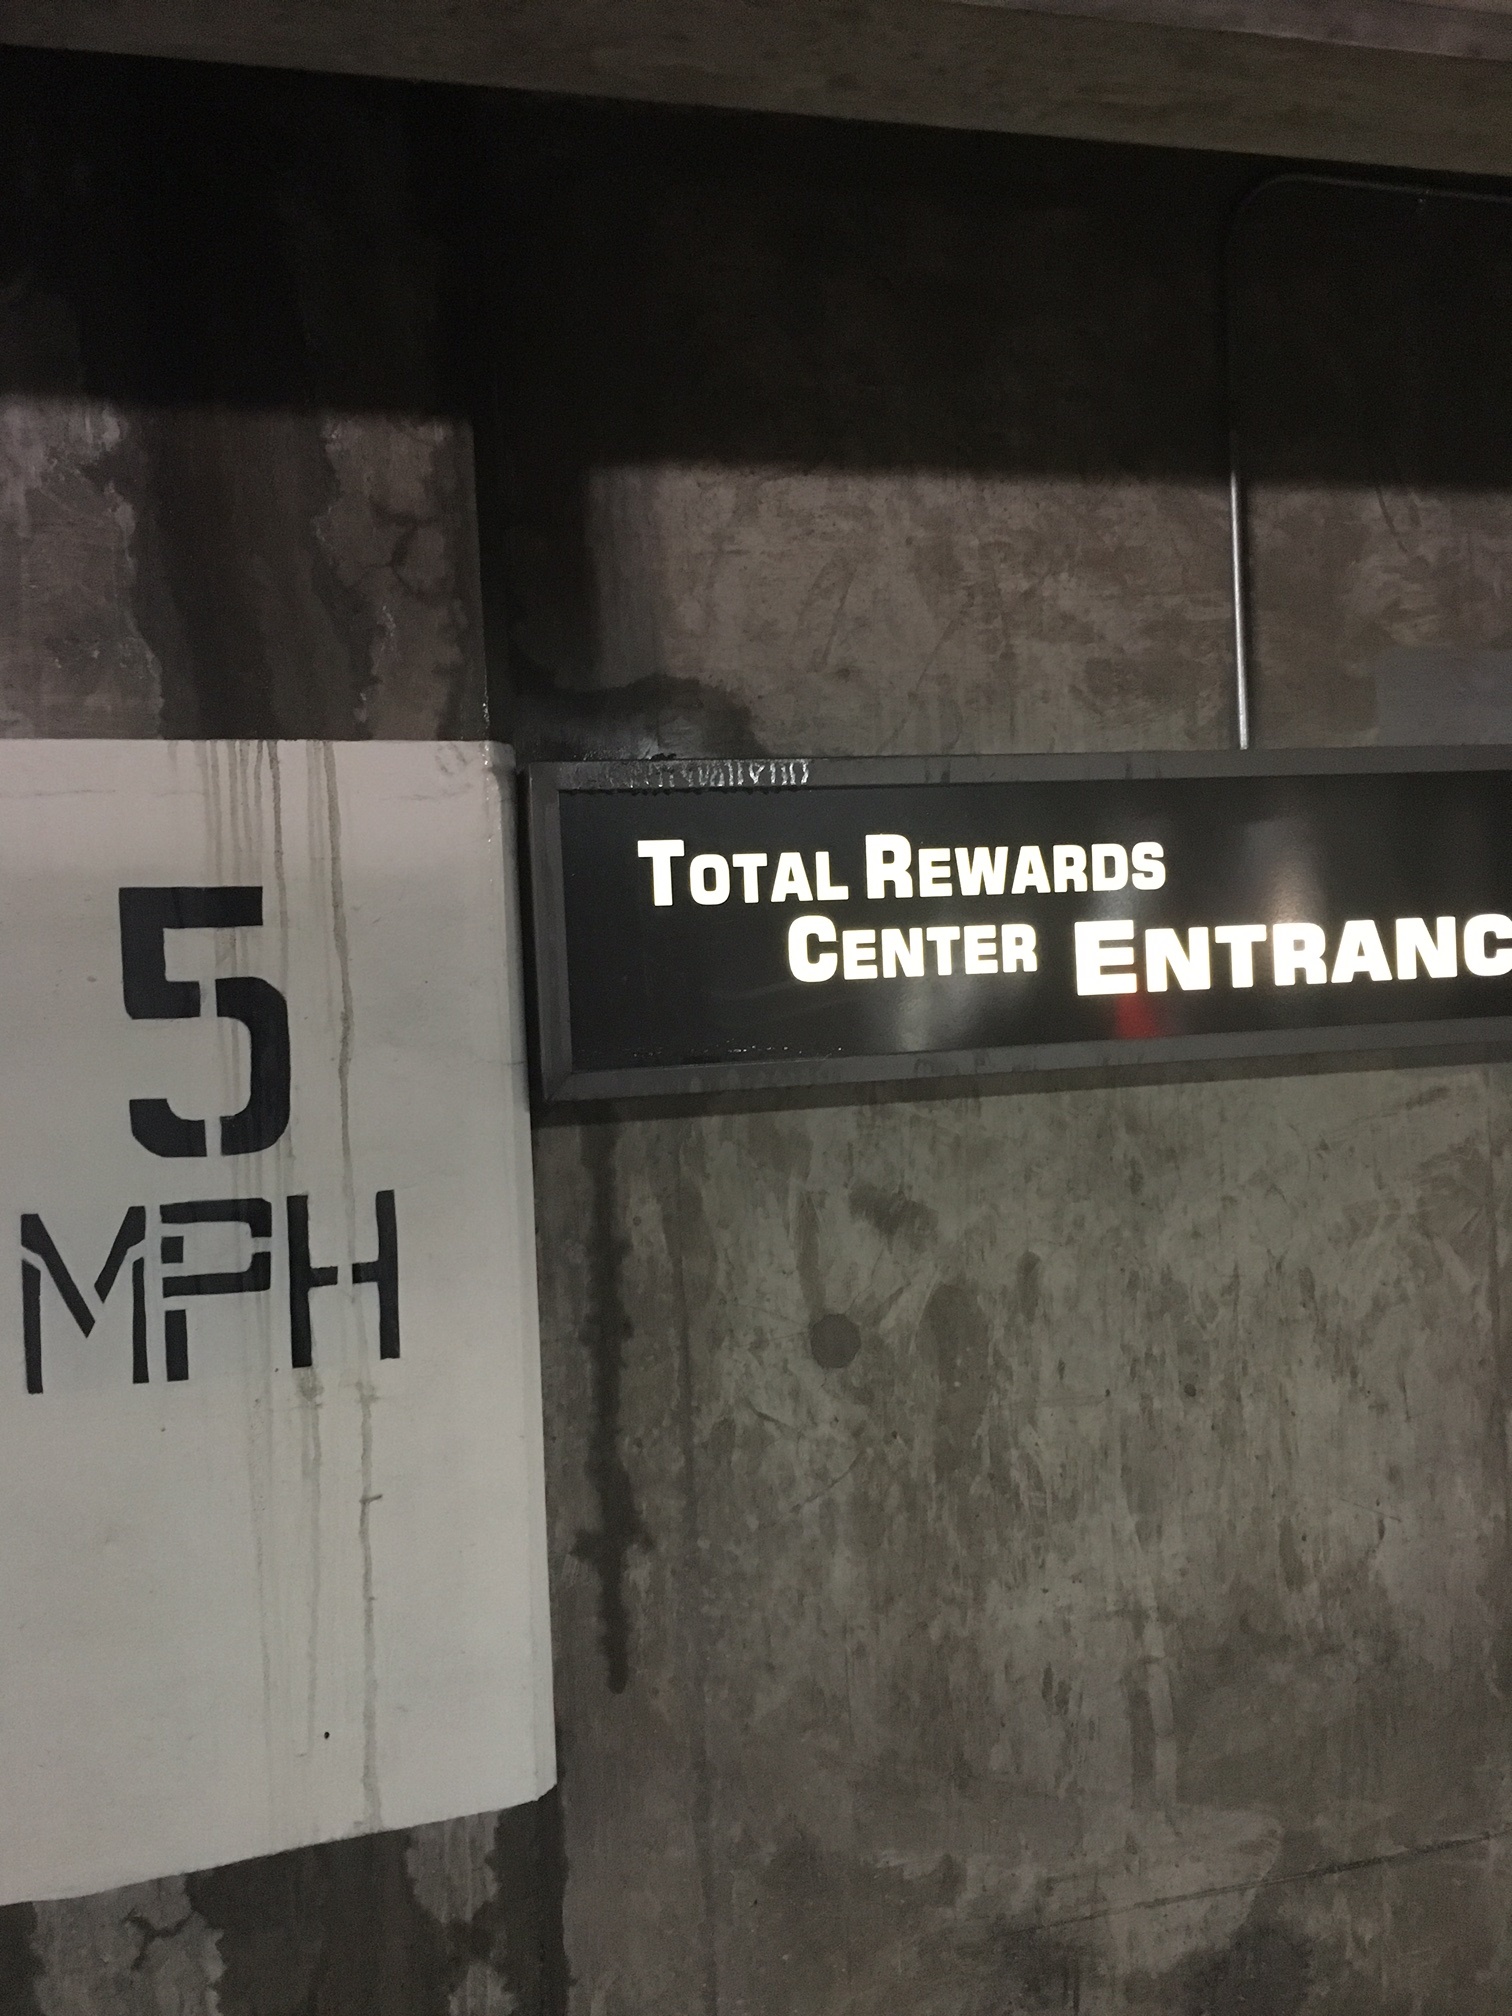 5
MPH
TOTAL REWARDS
CENTER ENTRANC